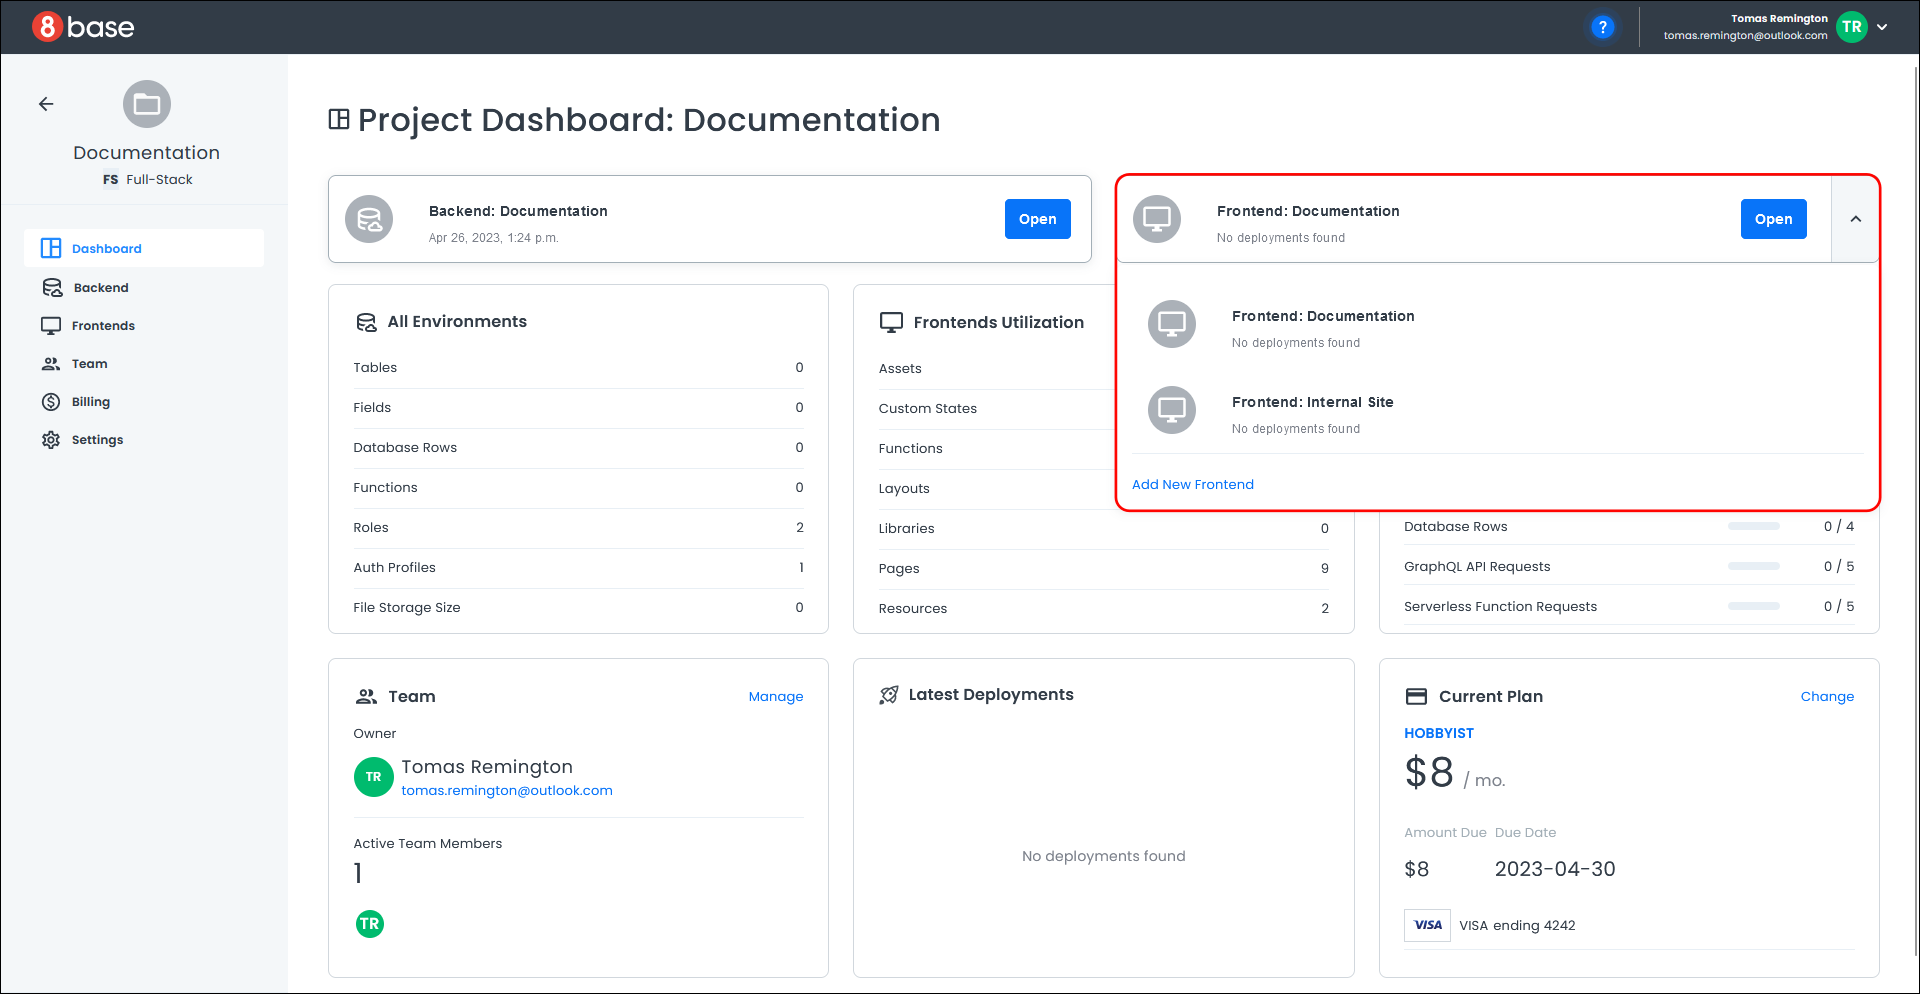 8base
?
Tomas Remington
tomas.remington@outlook.com
TR
Documentation
FS Full-Stack
Dashboard
Backend
Frontends
Team
Billing
Settings
Project Dashboard: Documentation
Backend: Documentation
Apr 26, 2023, 1:24 p.m.
Open
Frontend: Documentation
No deployments found
Open
Frontend: Documentation
No deployments found
Frontend: Internal Site
No deployments found
Add New Frontend
All Environments
Tables 0
Fields 0
Database Rows 0
Functions 0
Roles 2
Auth Profiles 1
File Storage Size 0
Frontends Utilization
Assets
Custom States
Functions
Layouts
Libraries 0
Pages 9
Resources 2
Database Rows 0 / 4
GraphQL API Requests 0 / 5
Serverless Function Requests 0 / 5
Team Manage
Owner
TR
Tomas Remington
tomas.remington@outlook.com
Active Team Members
1
TR
Latest Deployments
No deployments found
Current Plan Change
HOBBYIST
$8 / mo.
Amount Due Due Date
$8 2023-04-30
VISA VISA ending 4242